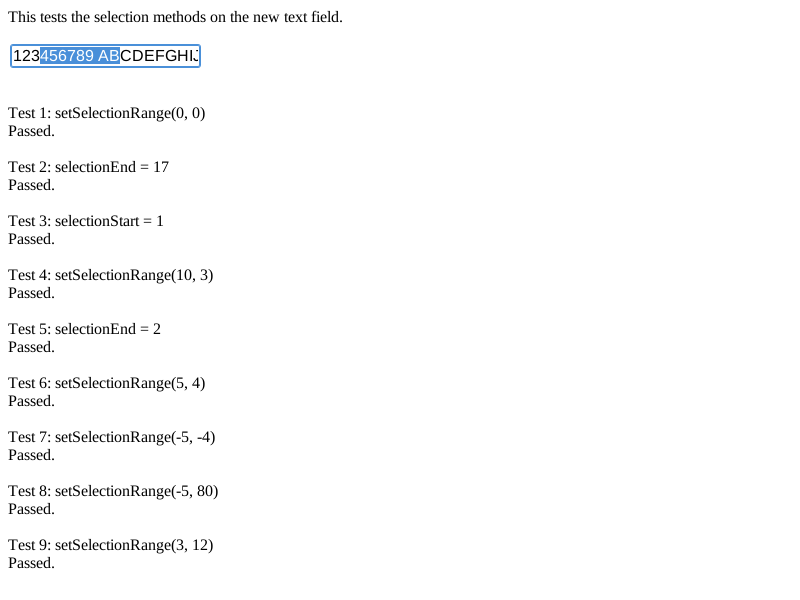 This tests the selection methods on the new text field.
123456789 ABCDEFGHIJ
Test 1: setSelectionRange(0, 0)
Passed.
Test 2: selectionEnd = 17
Passed.
Test 3: selectionStart = 1
Passed.
Test 4: setSelectionRange(10, 3)
Passed.
Test 5: selectionEnd = 2
Passed.
Test 6: setSelectionRange(5, 4)
Passed.
Test 7: setSelectionRange(-5, -4)
Passed.
Test 8: setSelectionRange(-5, 80)
Passed.
Test 9: setSelectionRange(3, 12)
Passed.